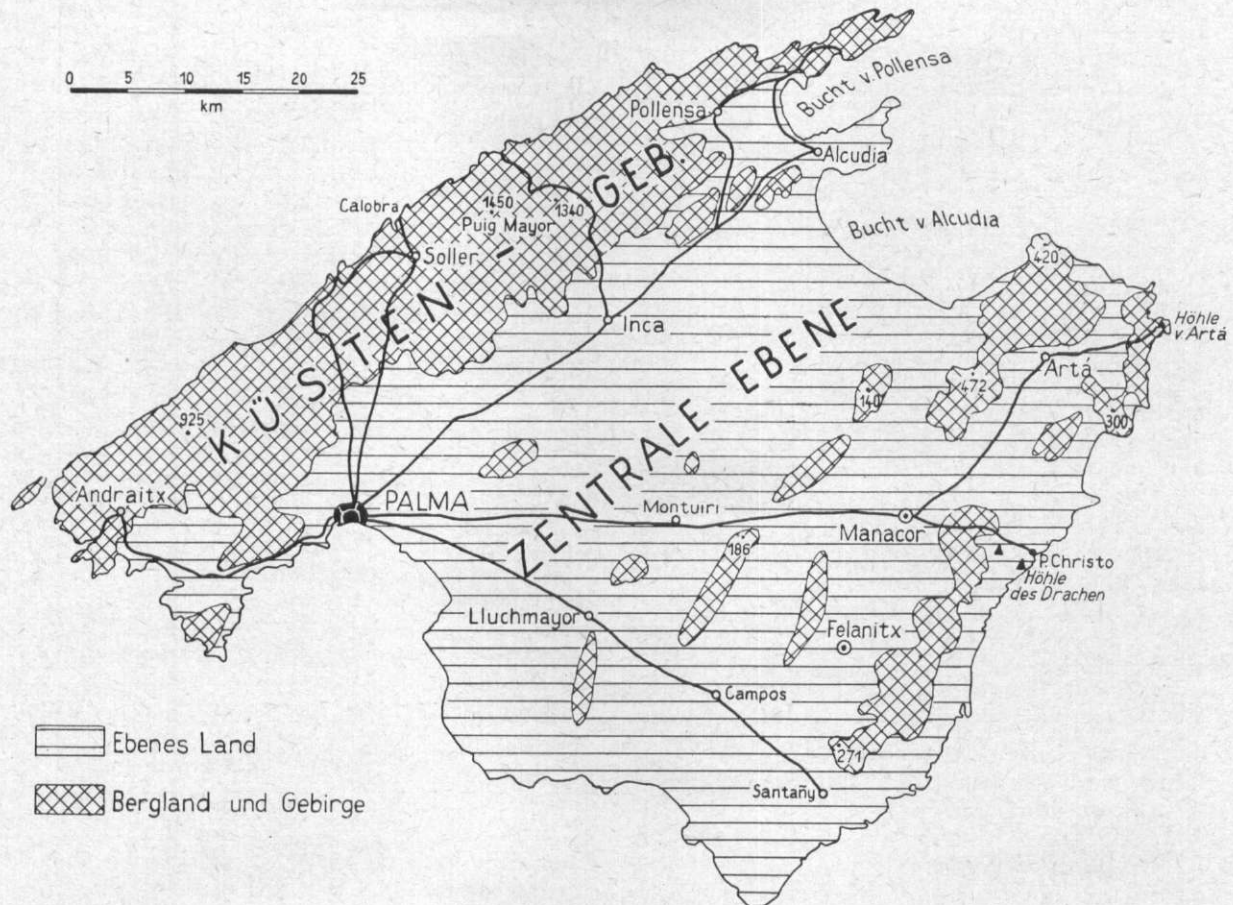 0 5 10 15 20 25
km
Bucht v. Pollensa
Pollensa
Alcudia
Bucht v Alcudia
KÜSTEN - GEB.
Calobra
1450
Puig Mayor
1340
Soller
Inca
420
Höhle
v. Artá
Artá
472
140
300
925
ZENTRALE EBENE
Andraitx
PALMA
Montuiri
Manacor
P. Christo
Höhle
des Drachen
186
Lluchmayor
Felanitx
Campos
271
Santañy
Ebenes Land
Bergland und Gebirge